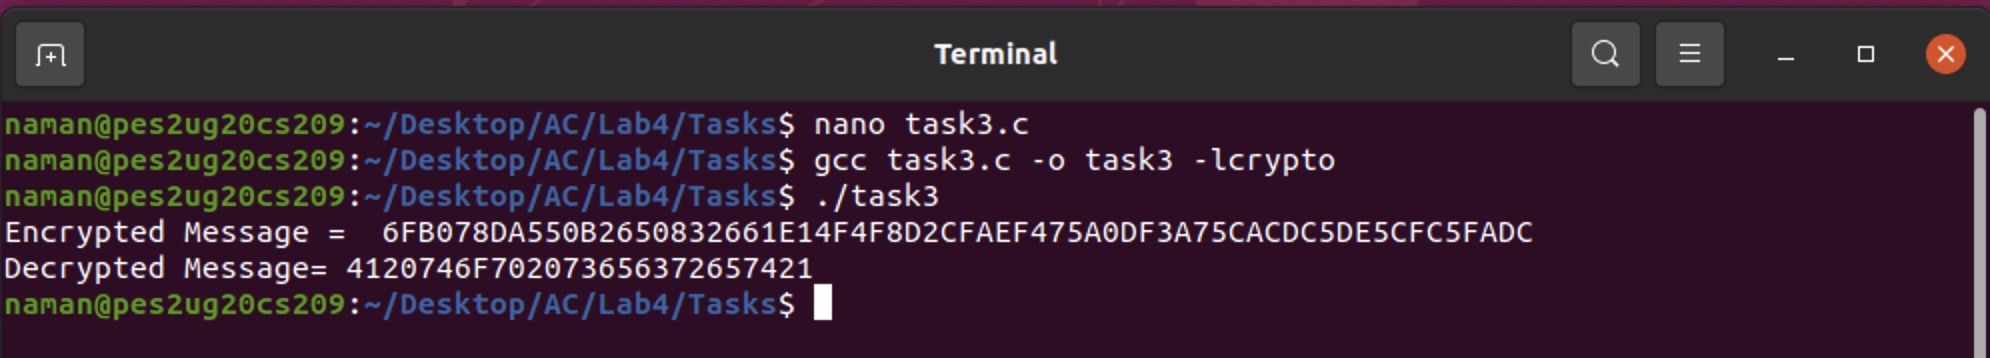 Terminal
naman@pes2ug20cs209:~/Desktop/AC/Lab4/Tasks$ nano task3.c
naman@pes2ug20cs209:~/Desktop/AC/Lab4/Tasks$ gcc task3.c -o task3 -lcrypto
naman@pes2ug20cs209:~/Desktop/AC/Lab4/Tasks$ ./task3
Encrypted Message =  6FB078DA550B2650832661E14F4F8D2CFAEF475A0DF3A75CACDC5DE5CFC5FADC
Decrypted Message= 4120746F702073656372657421
naman@pes2ug20cs209:~/Desktop/AC/Lab4/Tasks$